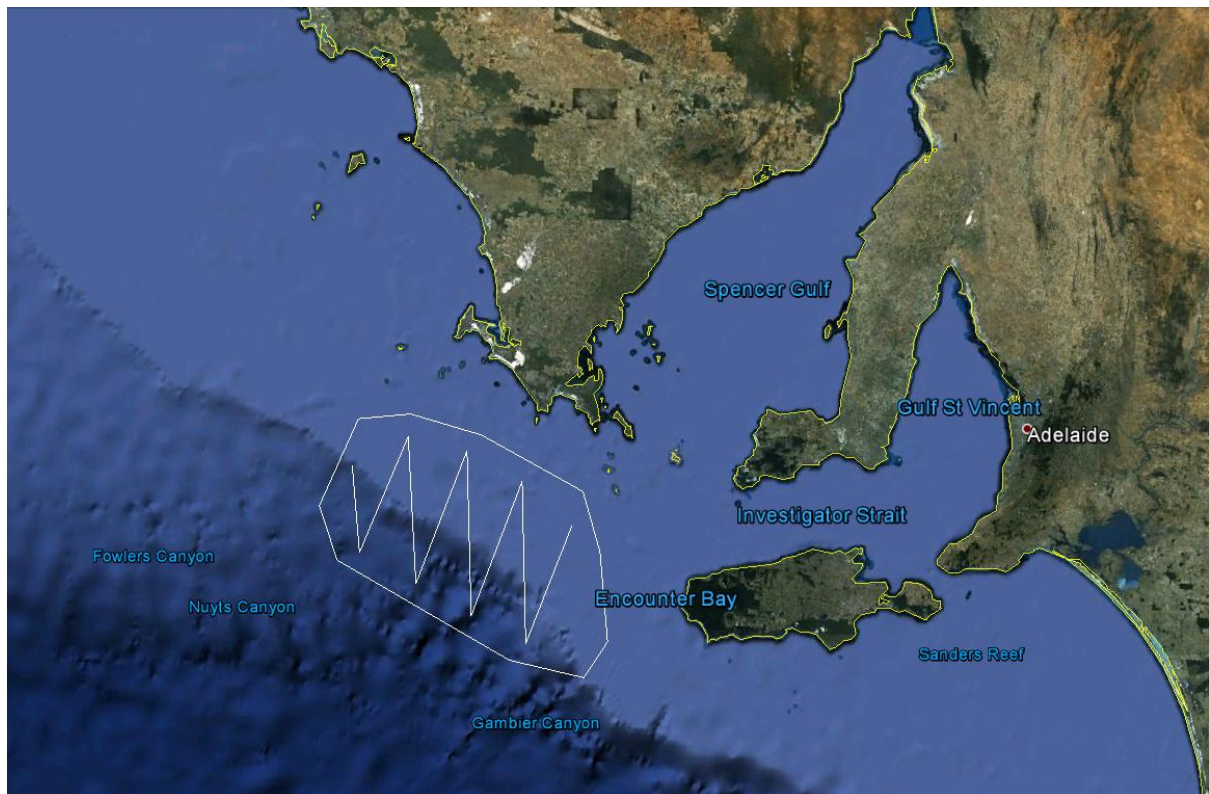 Spencer Gulf
Gulf St Vincent
Adelaide
Investigator Strait
Fowlers Canyon
Encounter Bay
Nuyts Canyon
Sanders Reef
Gambier Canyon